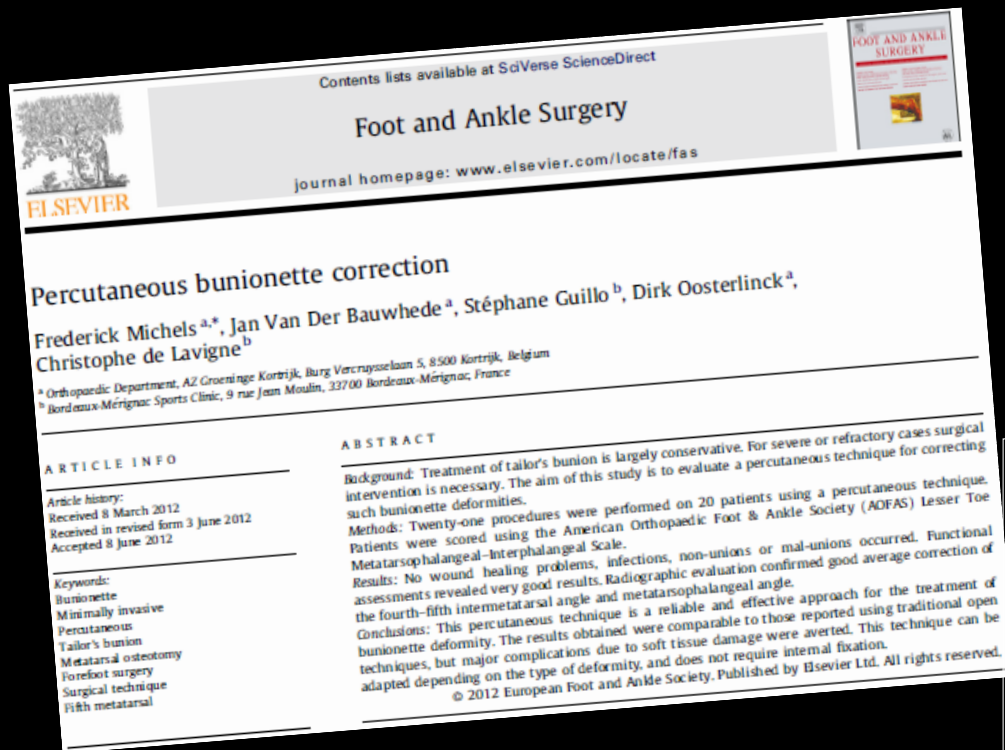 Contents lists available at SciVerse ScienceDirect
Foot and Ankle Surgery
journal homepage: www.elsevier.com/locate/fas
ELSEVIER
FOOT AND ANKLE
SURGERY
Percutaneous bunionette correction
Frederick Michels a,*, Jan Van Der Bauwhede a, Stéphane Guillo b, Dirk Oosterlinck a,
Christophe de Lavigne b
a Orthopaedic Department, AZ Groeninge Kortrijk, Burg Vercruysselaan 5, 8500 Kortrijk, Belgium
b Bordeaux-Mérignac Sports Clinic, 9 rue Jean Moulin, 33700 Bordeaux-Mérignac, France
ARTICLE INFO
Article history:
Received 8 March 2012
Received in revised form 3 June 2012
Accepted 8 June 2012
Keywords:
Bunionette
Minimally invasive
Percutaneous
Tailor's bunion
Metatarsal osteotomy
Forefoot surgery
Surgical technique
Fifth metatarsal
ABSTRACT
Background: Treatment of tailor's bunion is largely conservative. For severe or refractory cases surgical
intervention is necessary. The aim of this study is to evaluate a percutaneous technique for correcting
such bunionette deformities.
Methods: Twenty-one procedures were performed on 20 patients using a percutaneous technique.
Patients were scored using the American Orthopaedic Foot & Ankle Society (AOFAS) Lesser Toe
Metatarsophalangeal–Interphalangeal Scale.
Results: No wound healing problems, infections, non-unions or mal-unions occurred. Functional
assessments revealed very good results. Radiographic evaluation confirmed good average correction of
the fourth–fifth intermetatarsal angle and metatarsophalangeal angle.
Conclusions: This percutaneous technique is a reliable and effective approach for the treatment of
bunionette deformity. The results obtained were comparable to those reported using traditional open
techniques, but major complications due to soft tissue damage were averted. This technique can be
adapted depending on the type of deformity, and does not require internal fixation.
© 2012 European Foot and Ankle Society. Published by Elsevier Ltd. All rights reserved.